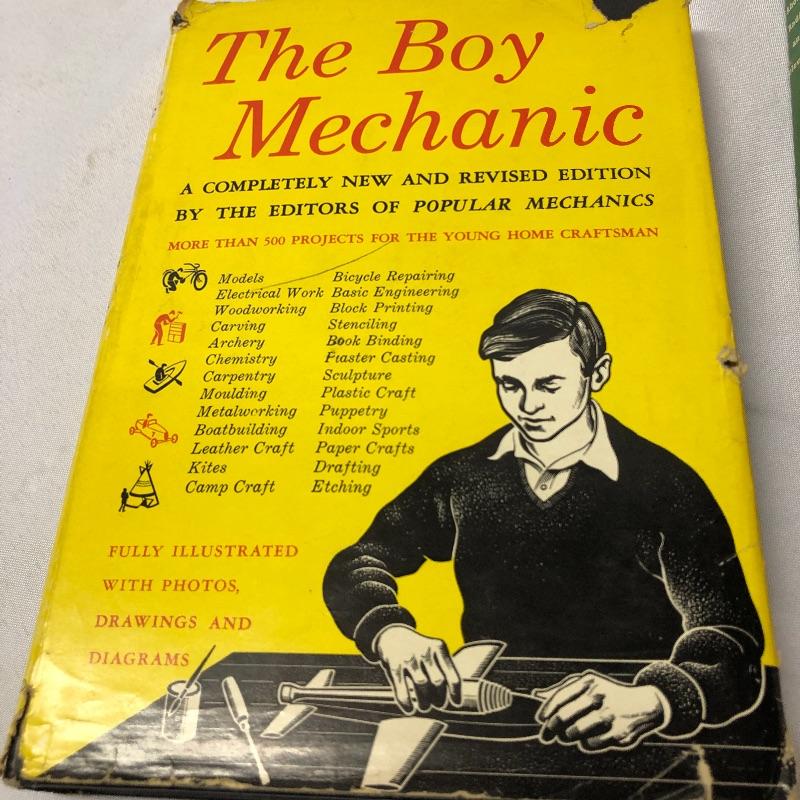 The Boy
Mechanic
A COMPLETELY NEW AND REVISED EDITION
BY THE EDITORS OF POPULAR MECHANICS
MORE THAN 500 PROJECTS FOR THE YOUNG HOME CRAFTSMAN
Models
Electrical Work
Woodworking
Carving
Archery
Chemistry
Carpentry
Moulding
Metalworking
Boatbuilding
Leather Craft
Kites
Camp Craft
Bicycle Repairing
Basic Engineering
Block Printing
Stenciling
Book Binding
Plaster Casting
Sculpture
Plastic Craft
Puppetry
Indoor Sports
Paper Crafts
Drafting
Etching
FULLY ILLUSTRATED
WITH PHOTOS,
DRAWINGS AND
DIAGRAMS